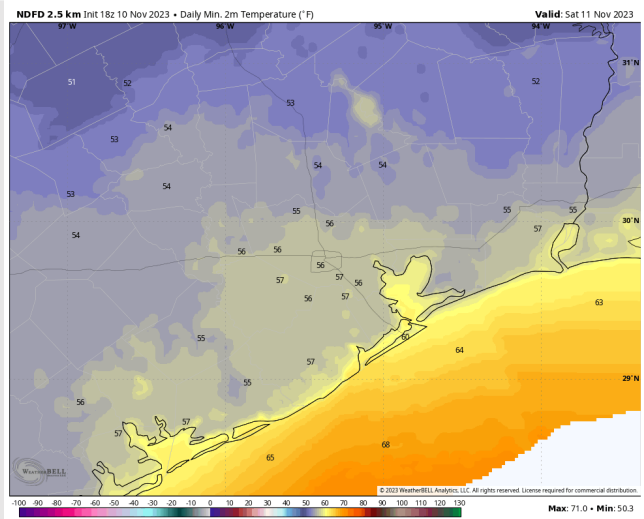 NDFD 2.5 km Init 18z 10 Nov 2023 • Daily Min. 2m Temperature (°F)
Valid: Sat 11 Nov 2023
97°W 96°W 95°W 94°W
31°N
51 52 52
53
53 54
54 54
54
53
55 55 55
56 57
30°N
54
56 56
56
57 57 56
56 57
63
60
55 64
57
29°N
55
56
57 57
68
65
WeatherBELL
© 2023 WeatherBELL Analytics, LLC. All rights reserved. License required for commercial distribution.
-100 -90 -80 -70 -60 -50 -40 -30 -20 -10 0 10 20 30 40 50 60 70 80 90 100 110 120 130
Max: 71.0 • Min: 50.3